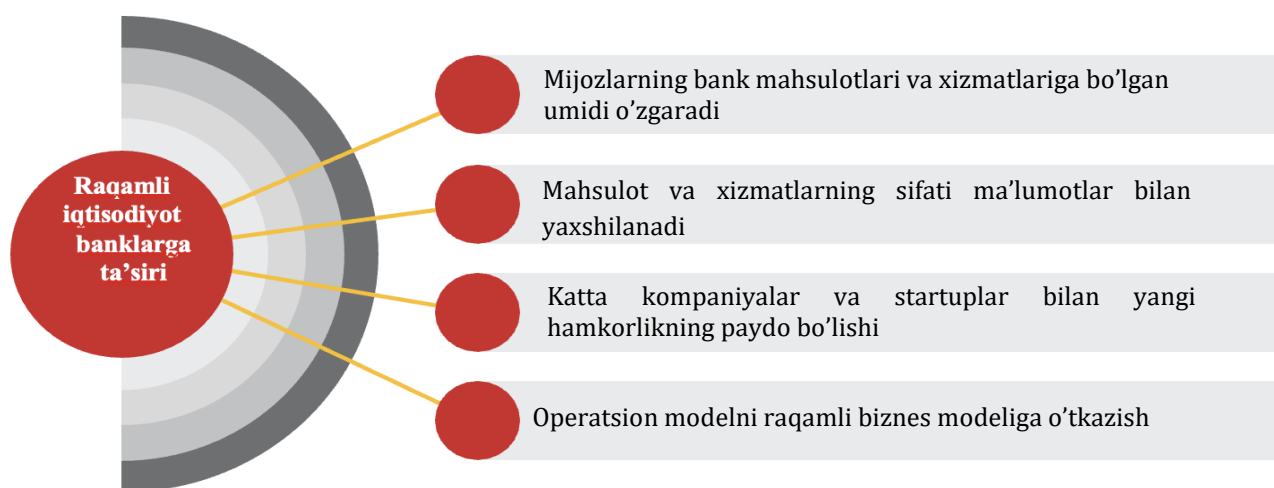 Raqamli
iqtisodiyot
banklarga
ta’siri
Mijozlarning bank mahsulotlari va xizmatlariga bo’lgan
umidi o’zgaradi
Mahsulot va xizmatlarning sifati ma’lumotlar bilan
yaxshilanadi
Katta kompaniyalar va startuplar bilan yangi
hamkorlikning paydo bo’lishi
Operatsion modelni raqamli biznes modeliga o’tkazish